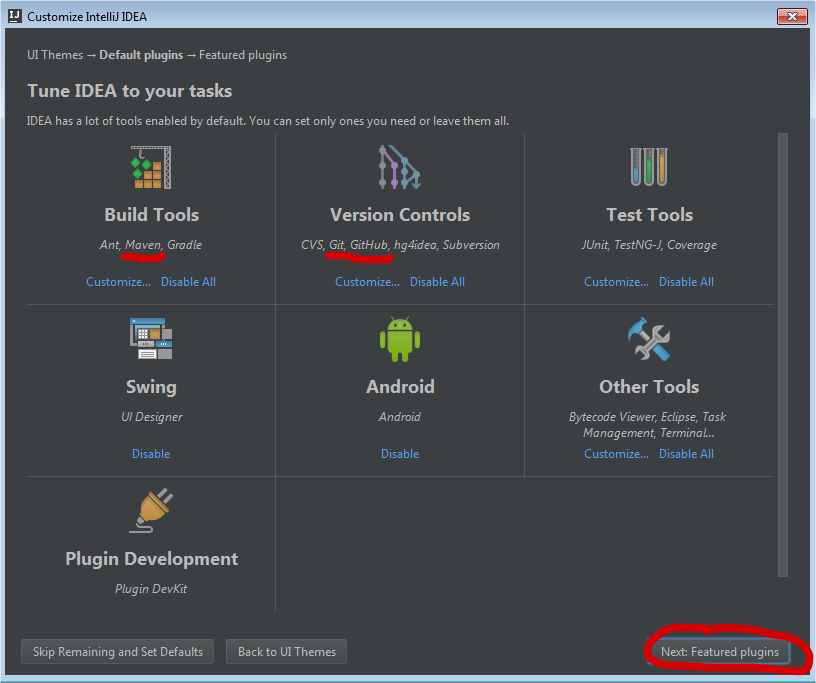 Customize IntelliJ IDEA
UI Themes → Default plugins → Featured plugins
Tune IDEA to your tasks
IDEA has a lot of tools enabled by default. You can set only ones you need or leave them all.
Build Tools
Ant, Maven, Gradle
Customize... Disable All
Version Controls
CVS, Git, GitHub, hg4idea, Subversion
Customize... Disable All
Test Tools
JUnit, TestNG-J, Coverage
Customize... Disable All
Swing
UI Designer
Disable
Android
Android
Disable
Other Tools
Bytecode Viewer, Eclipse, Task
Management, Terminal...
Customize... Disable All
Plugin Development
Plugin DevKit
Skip Remaining and Set Defaults
Back to UI Themes
Next: Featured plugins